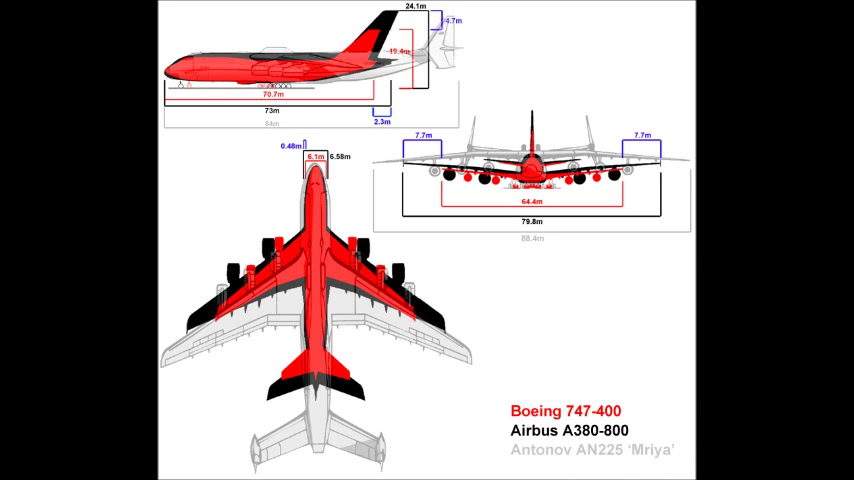 24.1m
4.7m
19.4m
70.7m
73m
2.3m
84m
0.48m
6.1m
6.58m
7.7m
7.7m
64.4m
79.8m
88.4m
Boeing 747-400
Airbus A380-800
Antonov AN225 ‘Mriya’